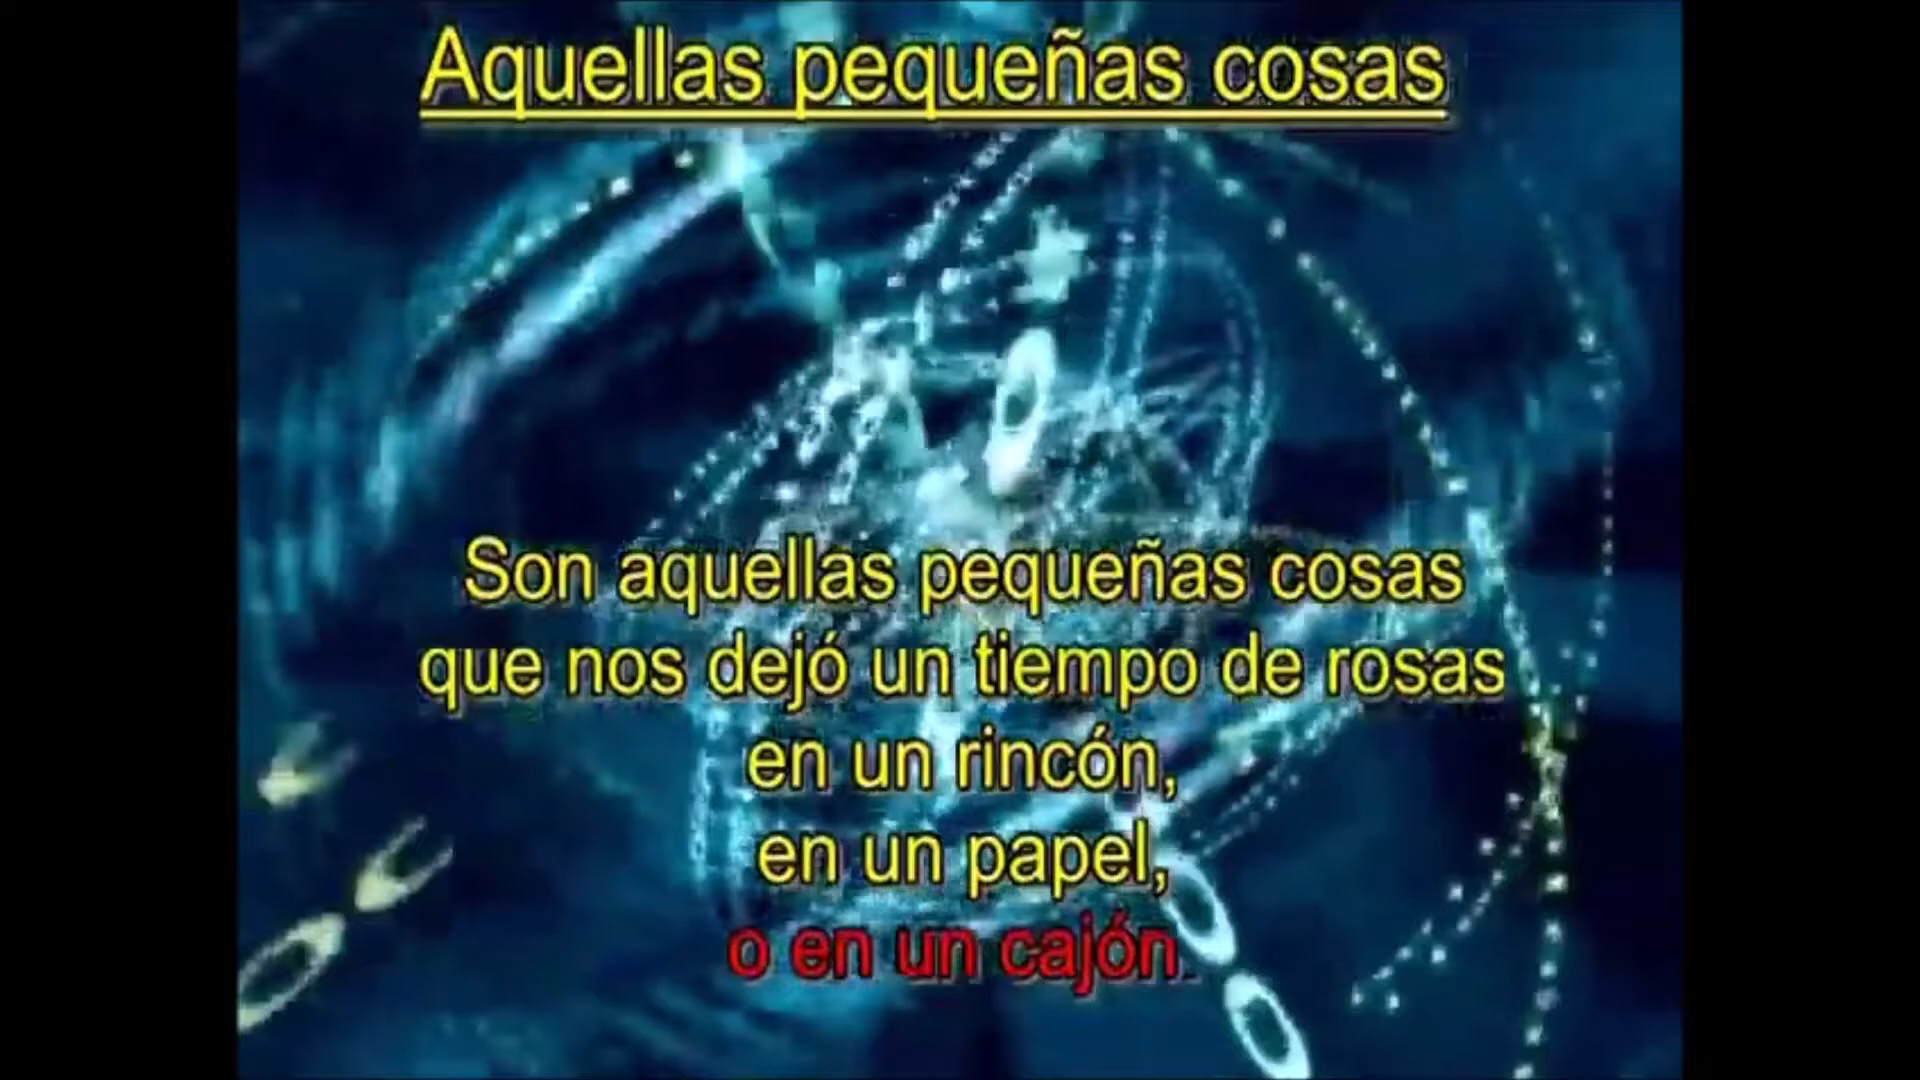 Aquellas pequeñas cosas
Son aquellas pequeñas cosas
que nos dejó un tiempo de rosas
en un rincón,
en un papel,
o en un cajón.